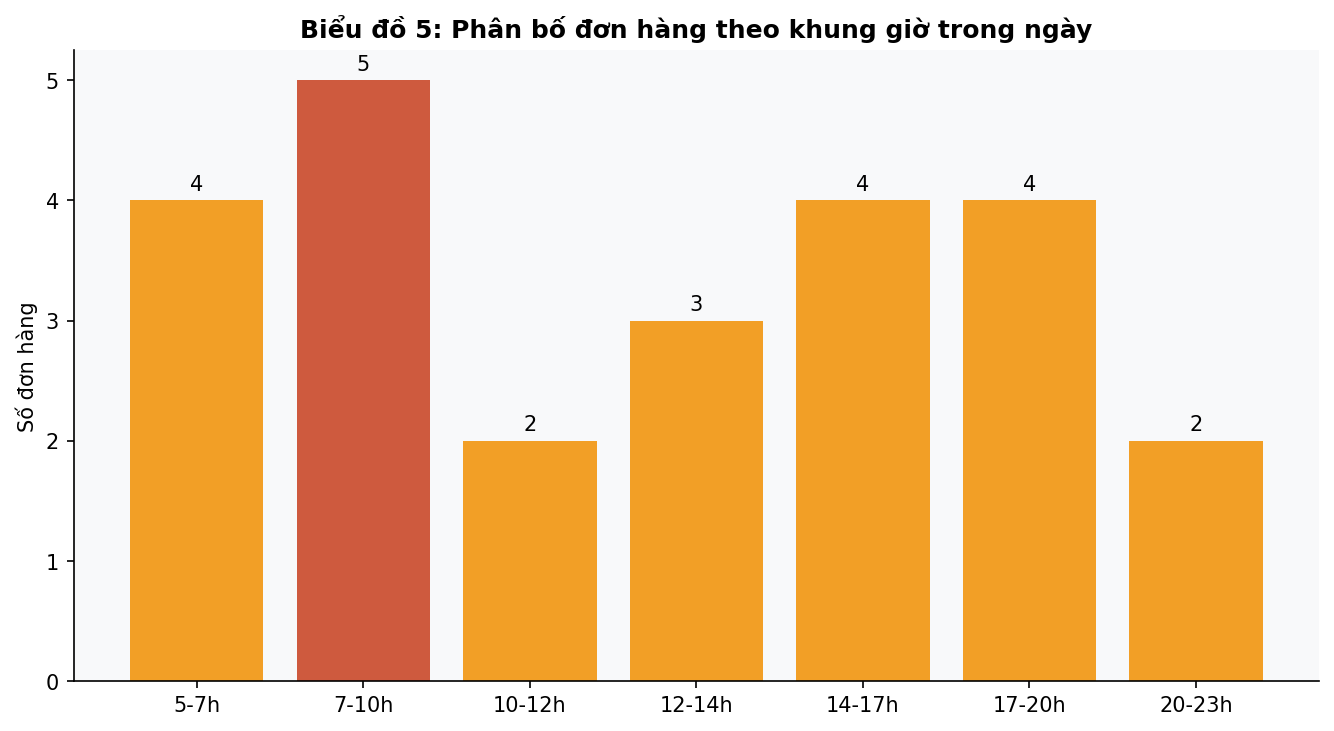 Biểu đồ 5: Phân bố đơn hàng theo khung giờ trong ngày
Số đơn hàng
5
4
3
2
1
0
4
5
2
3
4
4
2
5-7h
7-10h
10-12h
12-14h
14-17h
17-20h
20-23h